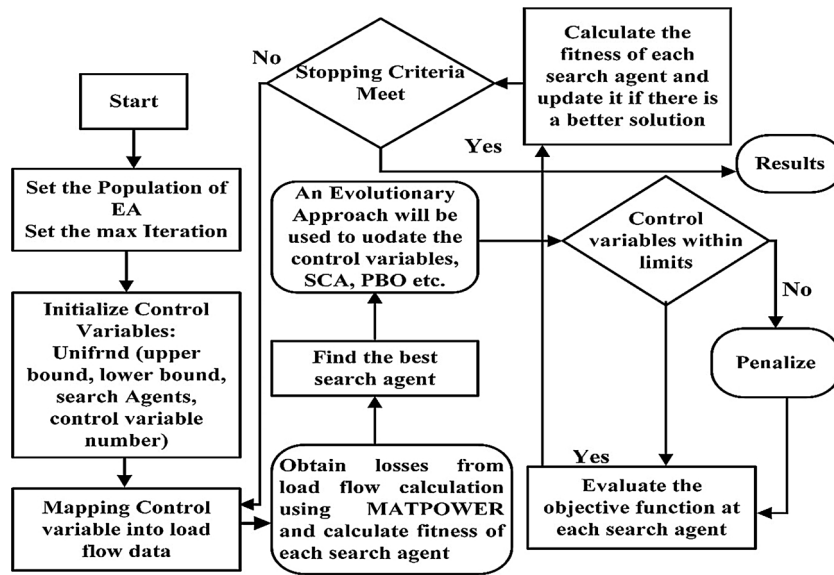 Start
Set the Population of
EA
Set the max Iteration
Initialize Control
Variables:
Unifrnd (upper
bound, lower bound,
search Agents,
control variable
number)
Mapping Control
variable into load
flow data
Obtain losses from
load flow calculation
using MATPOWER
and calculate fitness of
each search agent
Find the best
search agent
An Evolutionary
Approach will be
used to uodate the
control variables,
SCA, PBO etc.
Control
variables within
limits
No
Penalize
Yes
Evaluate the
objective function at
each search agent
Calculate the
fitness of each
search agent and
update it if there is
a better solution
Stopping Criteria
Meet
No
Yes
Results